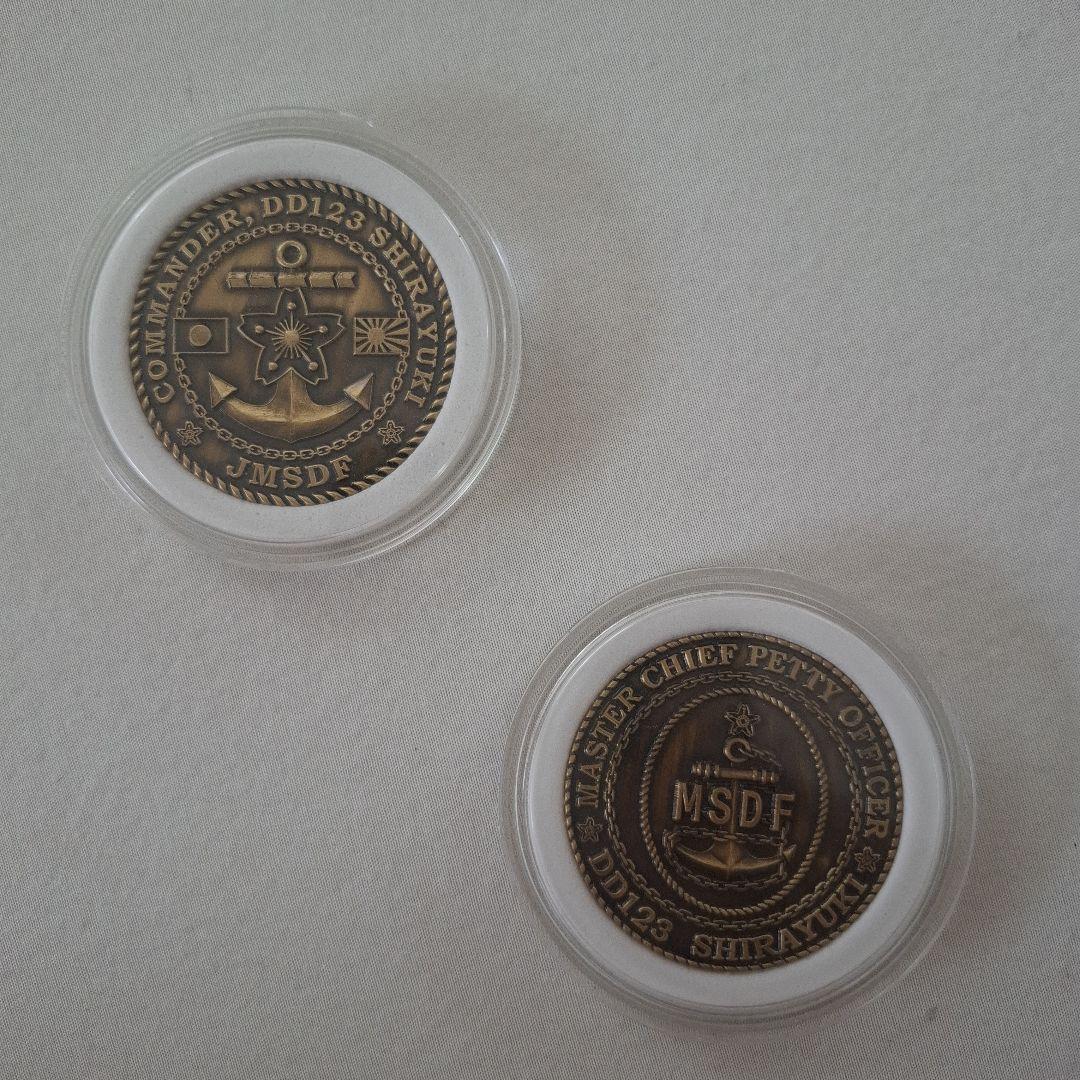 COMMANDER, DD123 SHIRAYUKI
JMSDF
MASTER CHIEF PETTY OFFICER
MSDF
DD123 SHIRAYUKI